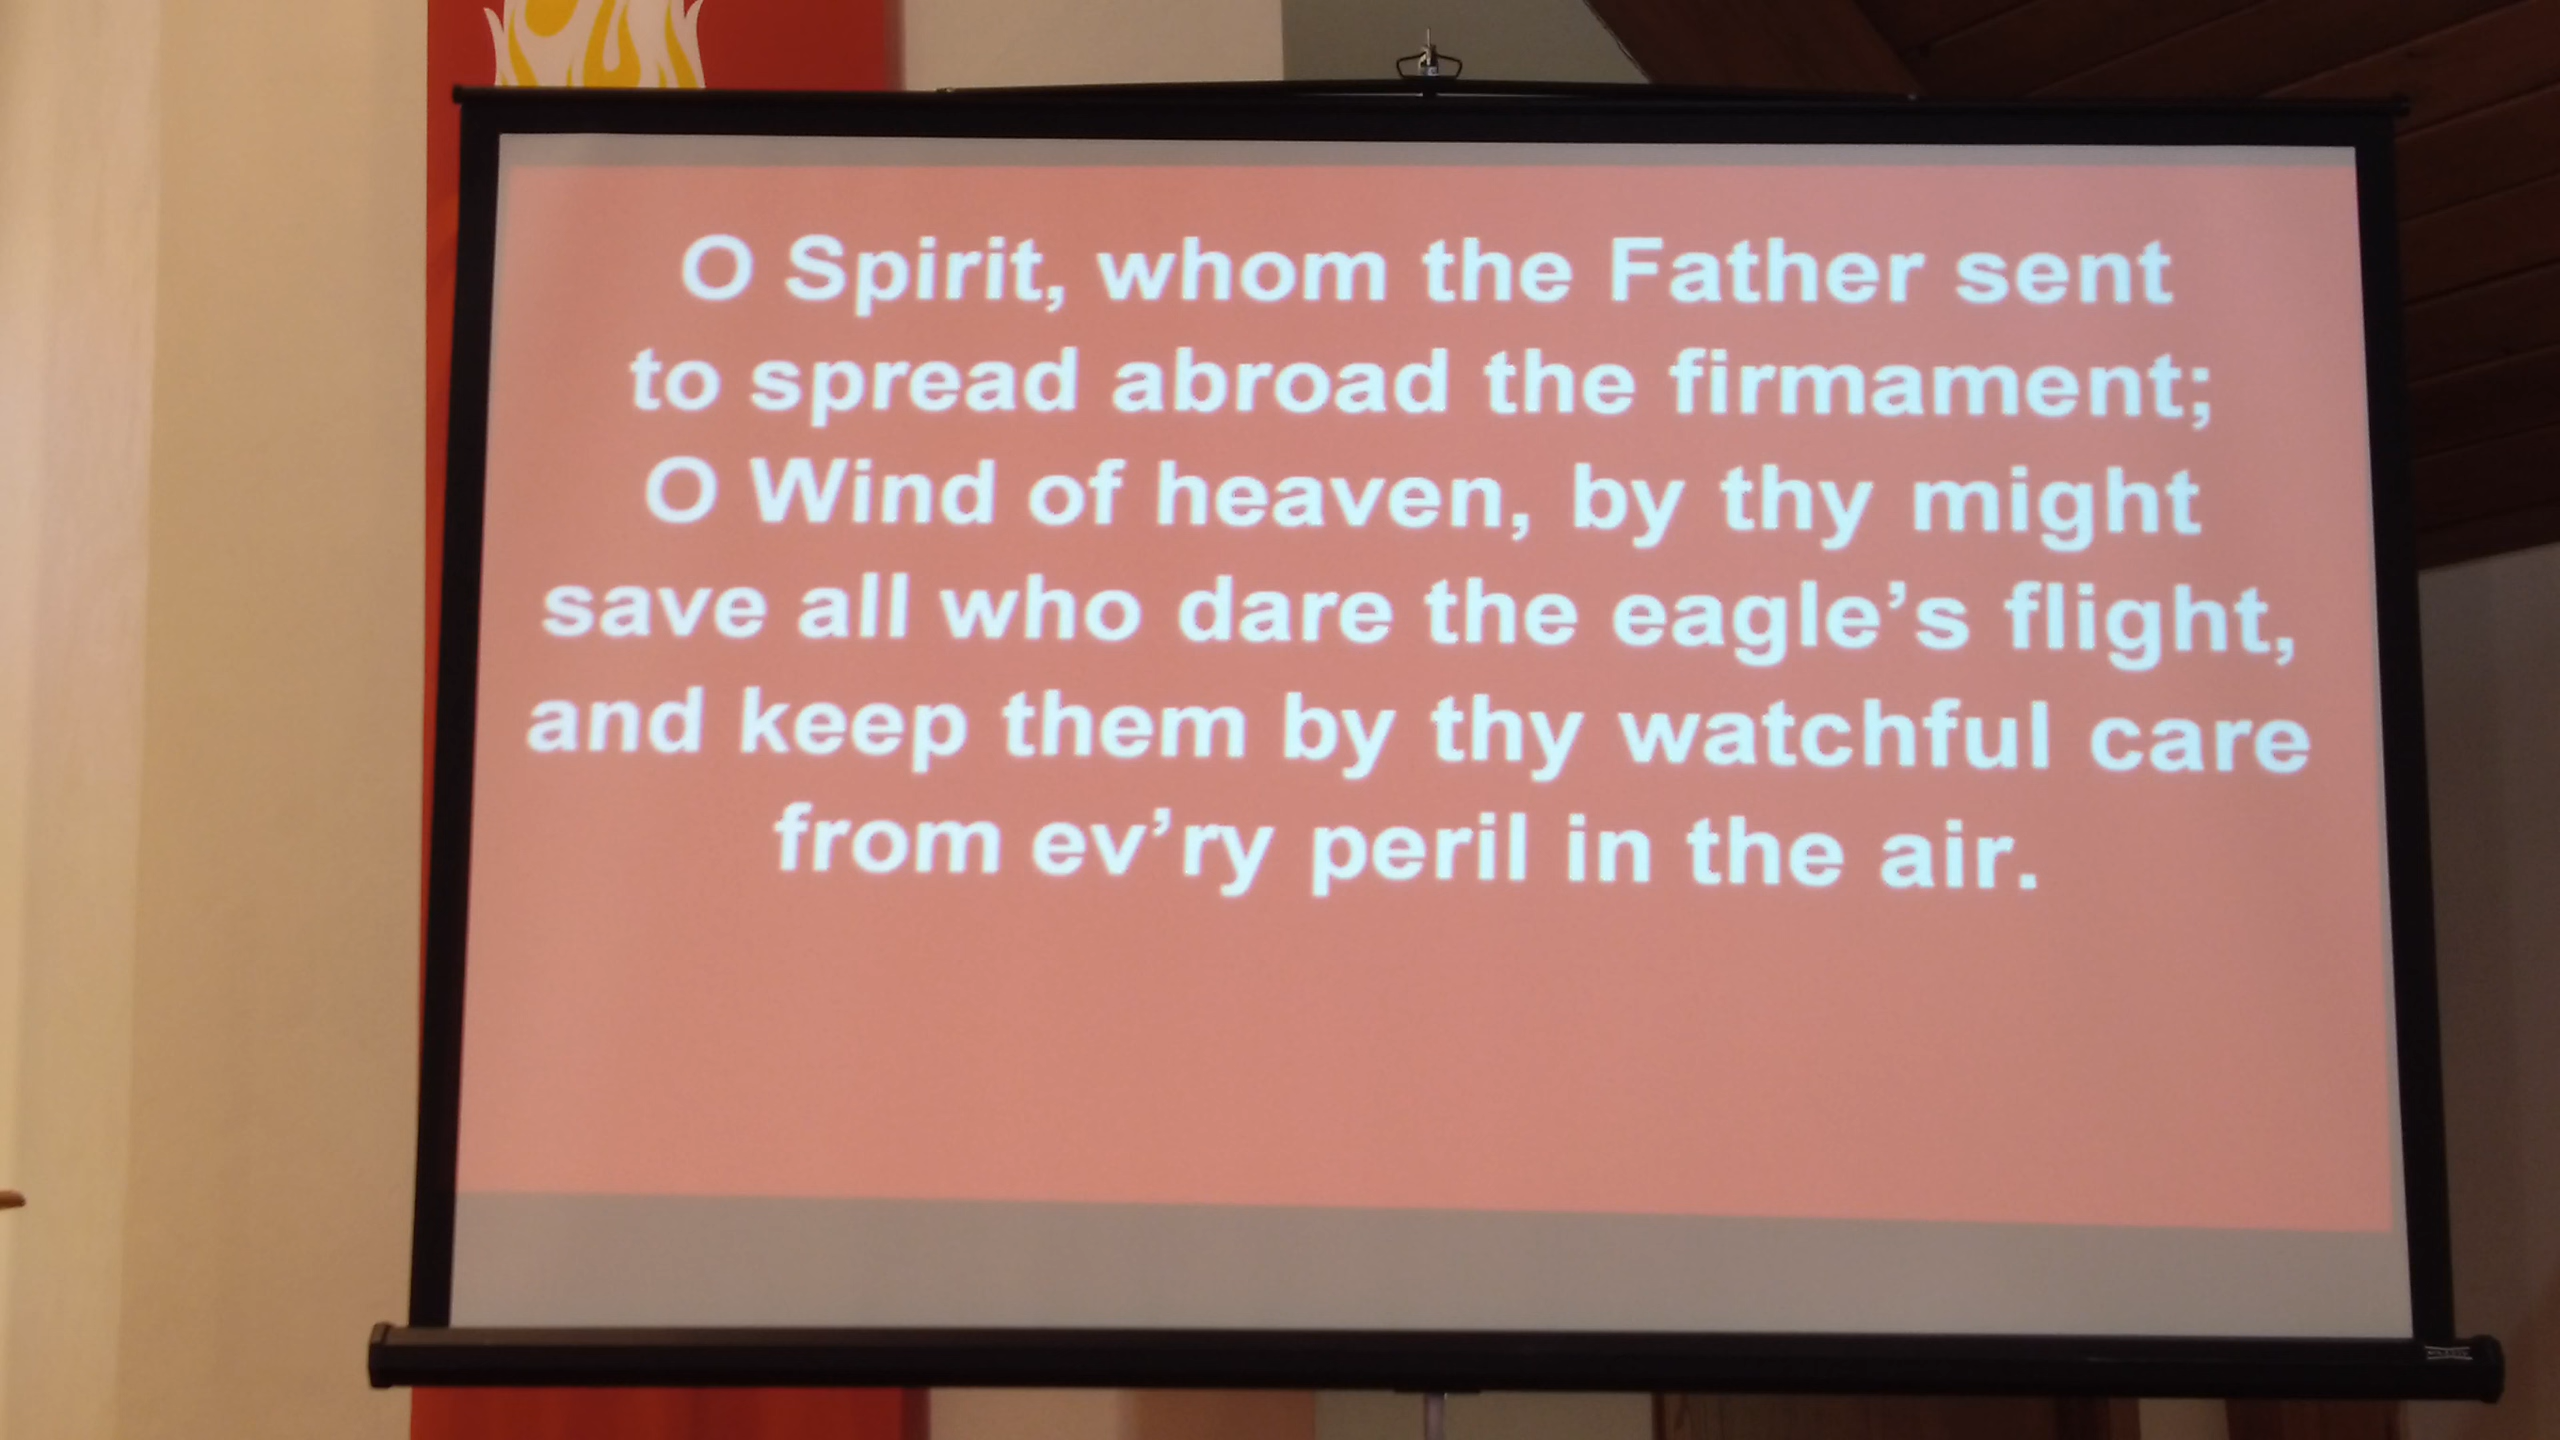 O Spirit, whom the Father sent
to spread abroad the firmament;
O Wind of heaven, by thy might
save all who dare the eagle’s flight,
and keep them by thy watchful care
from ev’ry peril in the air.